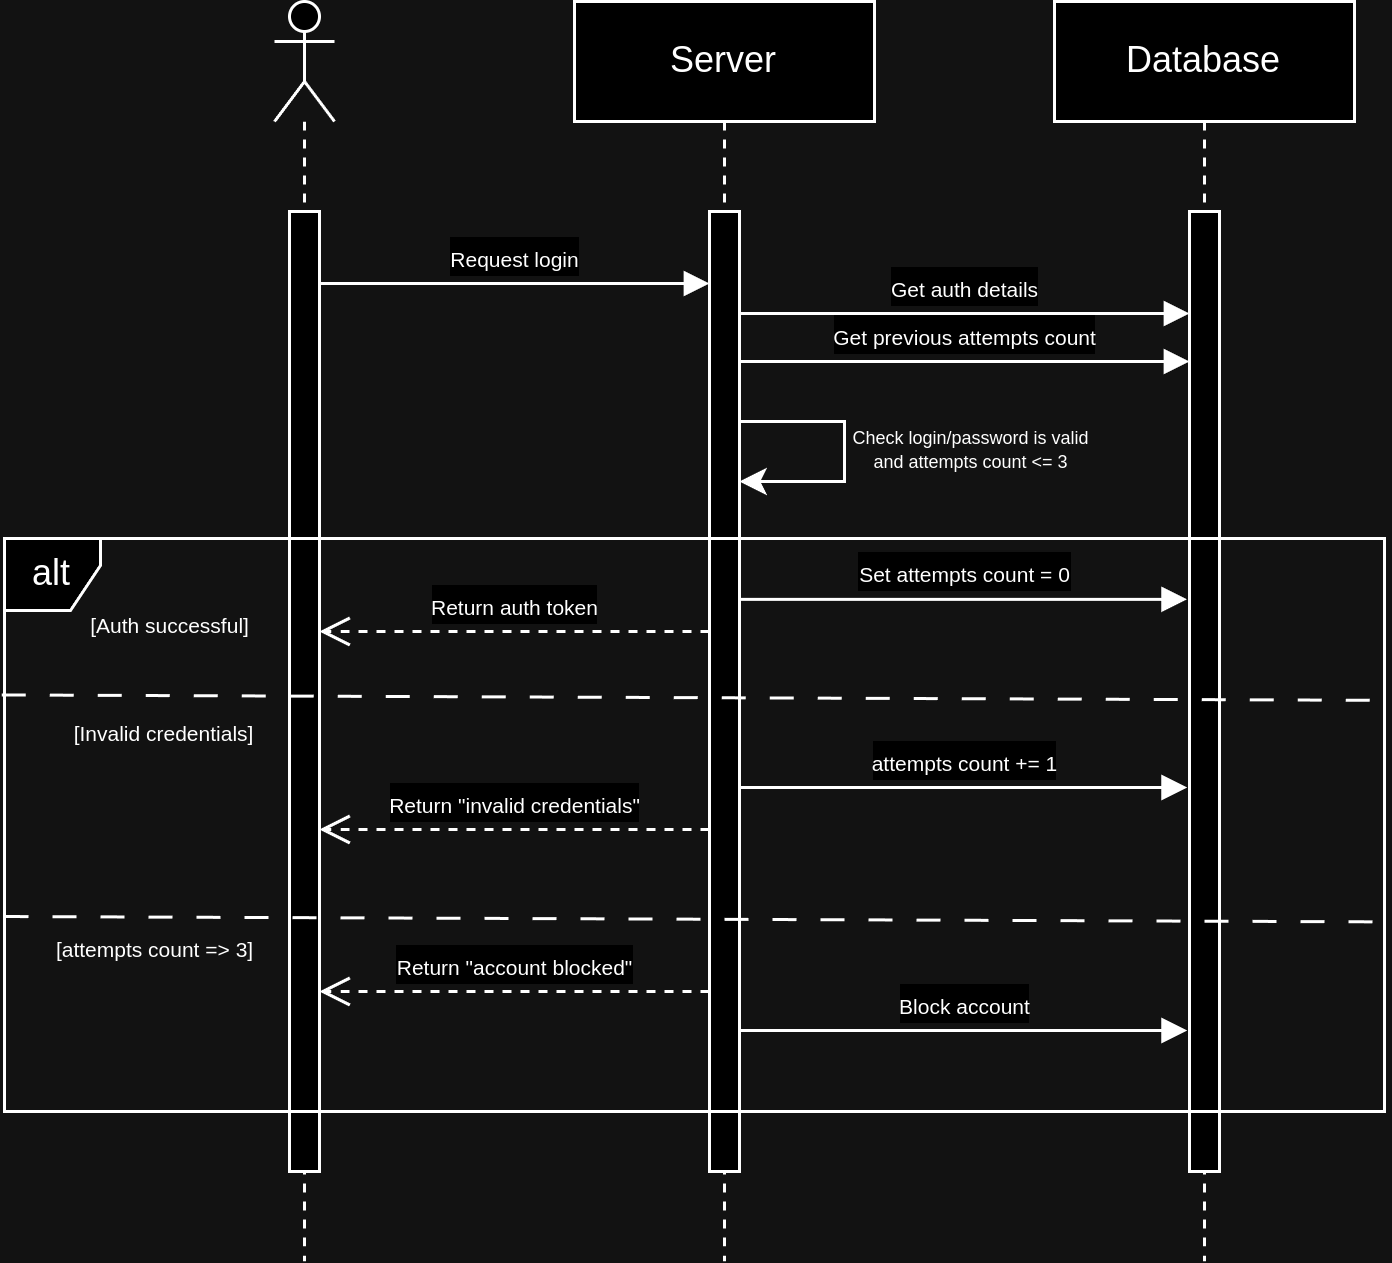 Server
Database
Request login
Get auth details
Get previous attempts count
Check login/password is valid
and attempts count <= 3
alt
Set attempts count = 0
Return auth token
[Auth successful]
[Invalid credentials]
attempts count += 1
Return "invalid credentials"
[attempts count => 3]
Return "account blocked"
Block account